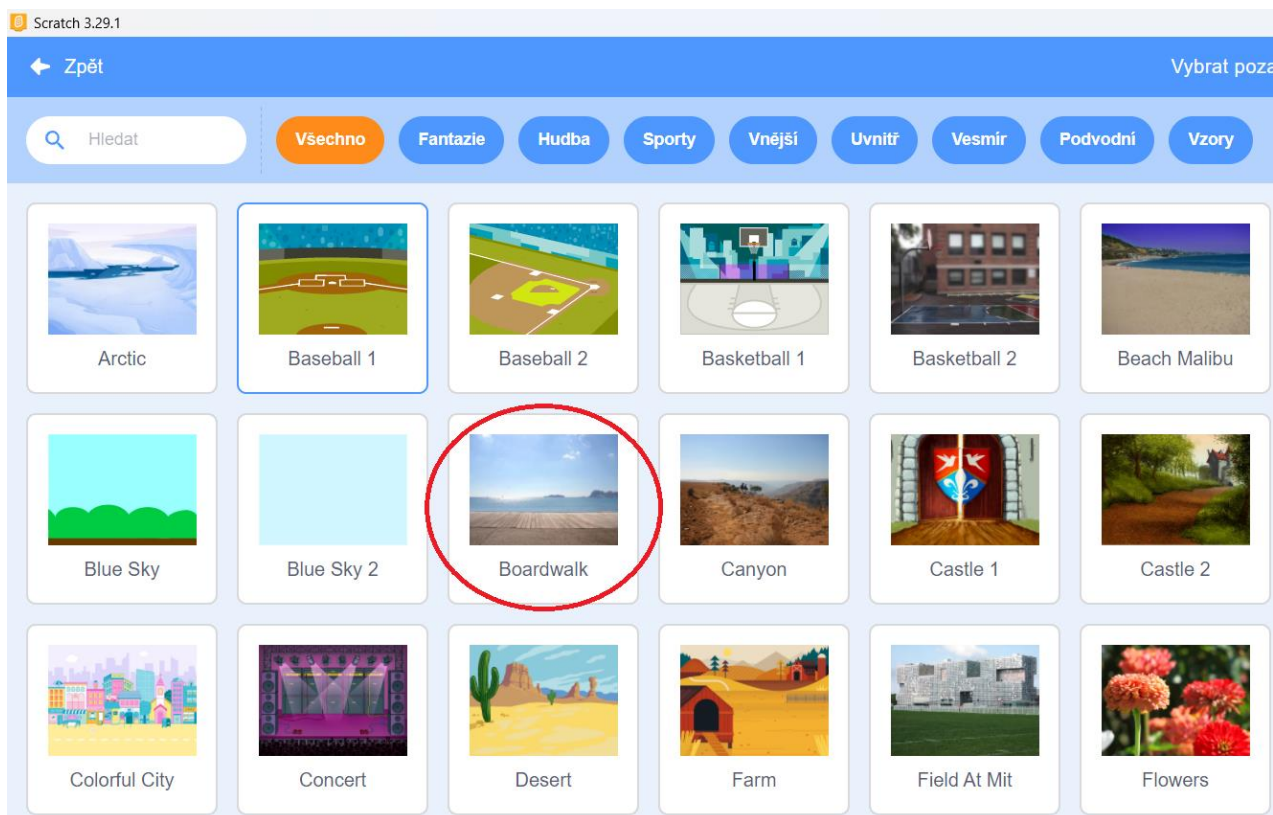 Scratch 3.29.1
Zpět
Vybrat poza
Hledat
Všechno
Fantazie
Hudba
Sporty
Vnější
Uvnitř
Vesmír
Podvodní
Vzory
Arctic
Baseball 1
Baseball 2
Basketball 1
Basketball 2
Beach Malibu
Blue Sky
Blue Sky 2
Boardwalk
Canyon
Castle 1
Castle 2
Colorful City
Concert
Desert
Farm
Field At Mit
Flowers